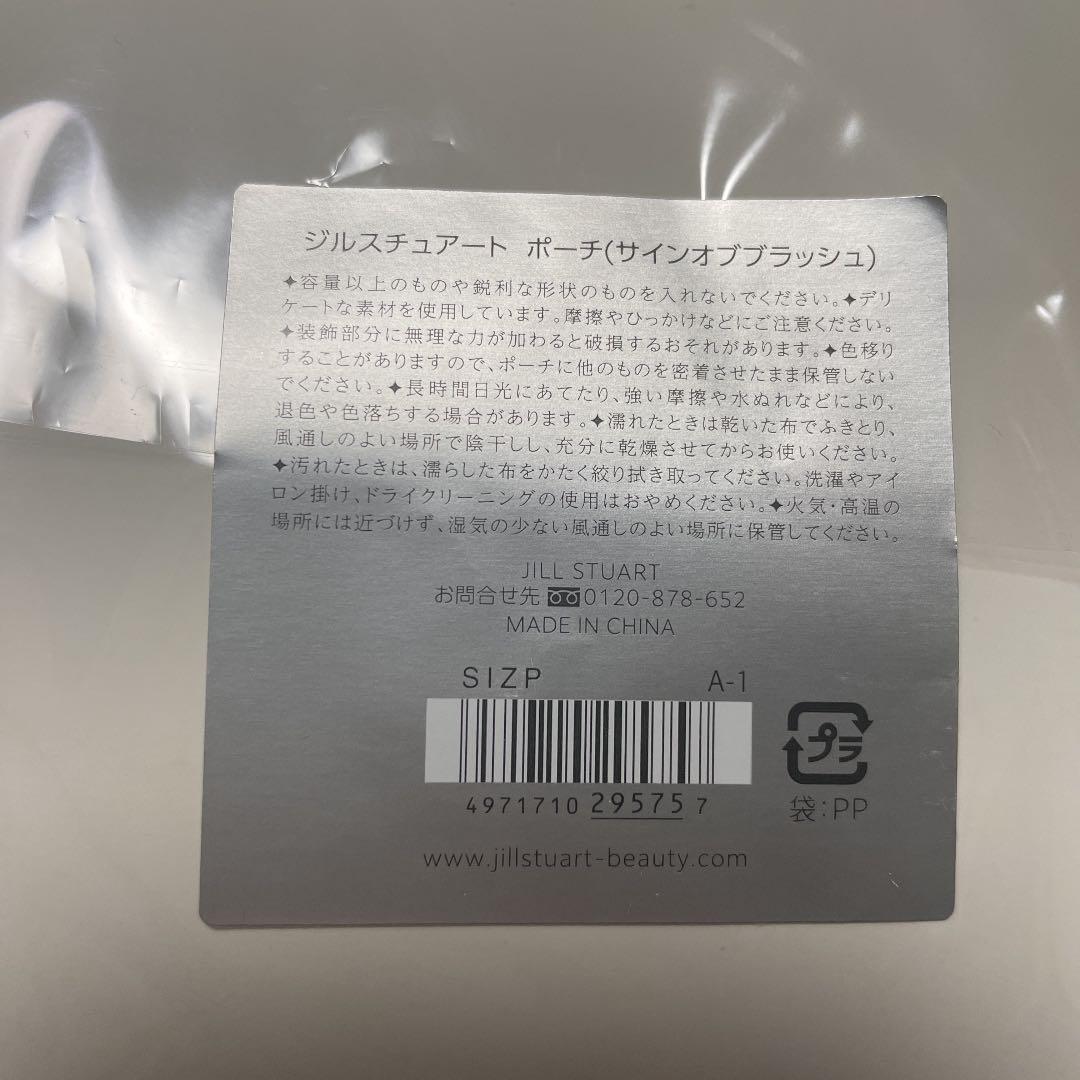 ジルスチュアート ポーチ(サインオブブラッシュ)
✦容量以上のものや鋭利な形状のものを入れないでください。✦デリ
ケートな素材を使用しています。摩擦やひっかけなどにご注意ください。
✦装飾部分に無理な力が加わると破損するおそれがあります。✦色移り
することがありますので、ポーチに他のものを密着させたまま保管しない
でください。✦長時間日光にあてたり、強い摩擦や水ぬれなどにより、
退色や色落ちする場合があります。✦濡れたときは乾いた布でふきとり、
風通しのよい場所で陰干しし、充分に乾燥させてからお使いください。
✦汚れたときは、濡らした布をかたく絞り拭き取ってください。洗濯やアイ
ロン掛け、ドライクリーニングの使用はおやめください。✦火気・高温の
場所には近づけず、湿気の少ない風通しのよい場所に保管してください。
JILL STUART
お問合せ先 0120-878-652
MADE IN CHINA
SIZP A-1
4971710 29575 7
プラ
袋:PP
www.jillstuart-beauty.com